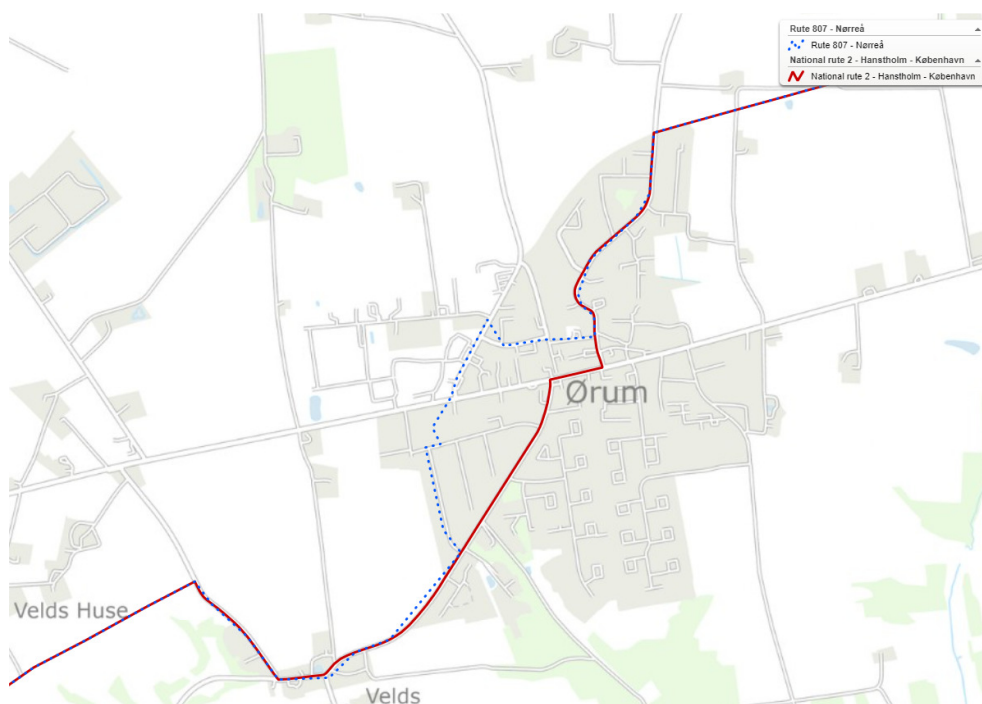 Rute 807 - Nørreå
Rute 807 - Nørreå
National rute 2 - Hanstholm - København
National rute 2 - Hanstholm - København
Ørum
Velds Huse
Velds